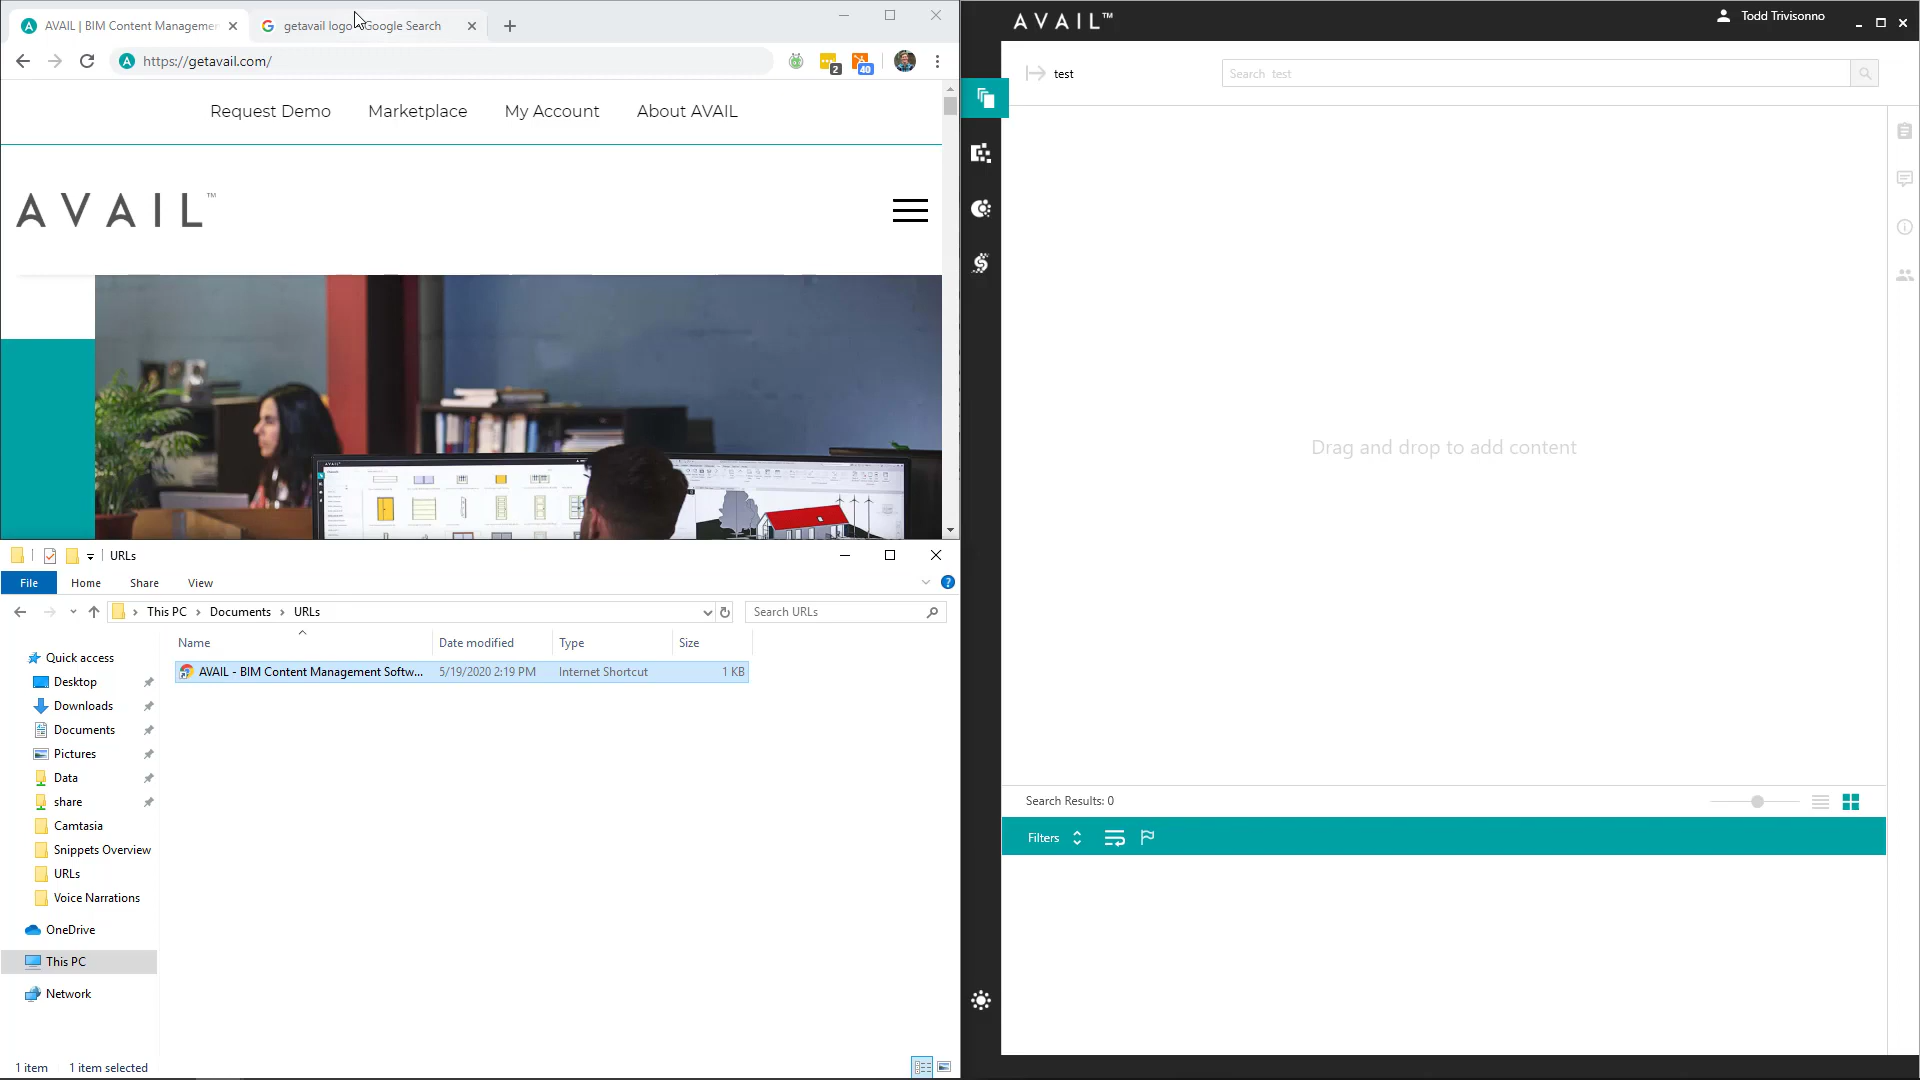 AVAIL | BIM Content Managemen
getavail logo - Google Search
https://getavail.com/
2
40
Request Demo
Marketplace
My Account
About AVAIL
AVAIL™
URLs
File
Home
Share
View
This PC > Documents > URLs
Search URLs
Name
Date modified
Type
Size
AVAIL - BIM Content Management Softw...
5/19/2020 2:19 PM
Internet Shortcut
1 KB
Quick access
Desktop
Downloads
Documents
Pictures
Data
share
Camtasia
Snippets Overview
URLs
Voice Narrations
OneDrive
This PC
Network
1 item
1 item selected
AVAIL™
Todd Trivisonno
test
Search test
Drag and drop to add content
Search Results: 0
Filters